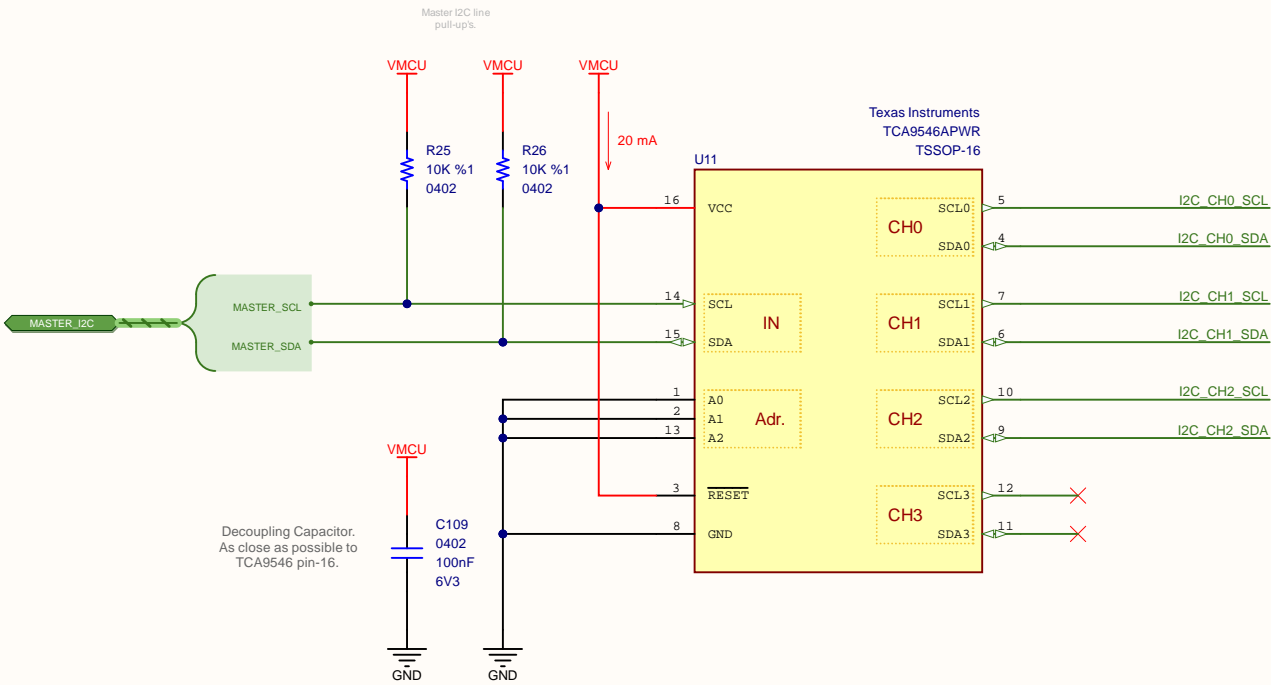 Master I2C line
pull-up's.
VMCU
VMCU
VMCU
20 mA
R25
10K %1
0402
R26
10K %1
0402
Texas Instruments
TCA9546APWR
TSSOP-16
U11
16
VCC
14
SCL
15
SDA
IN
1
A0
2
A1
13
A2
Adr.
3
RESET
8
GND
CH0
SCL0
5
I2C_CH0_SCL
SDA0
4
I2C_CH0_SDA
CH1
SCL1
7
I2C_CH1_SCL
SDA1
6
I2C_CH1_SDA
CH2
SCL2
10
I2C_CH2_SCL
SDA2
9
I2C_CH2_SDA
CH3
SCL3
12
SDA3
11
MASTER_I2C
MASTER_SCL
MASTER_SDA
VMCU
Decoupling Capacitor.
As close as possible to
TCA9546 pin-16.
C109
0402
100nF
6V3
GND
GND